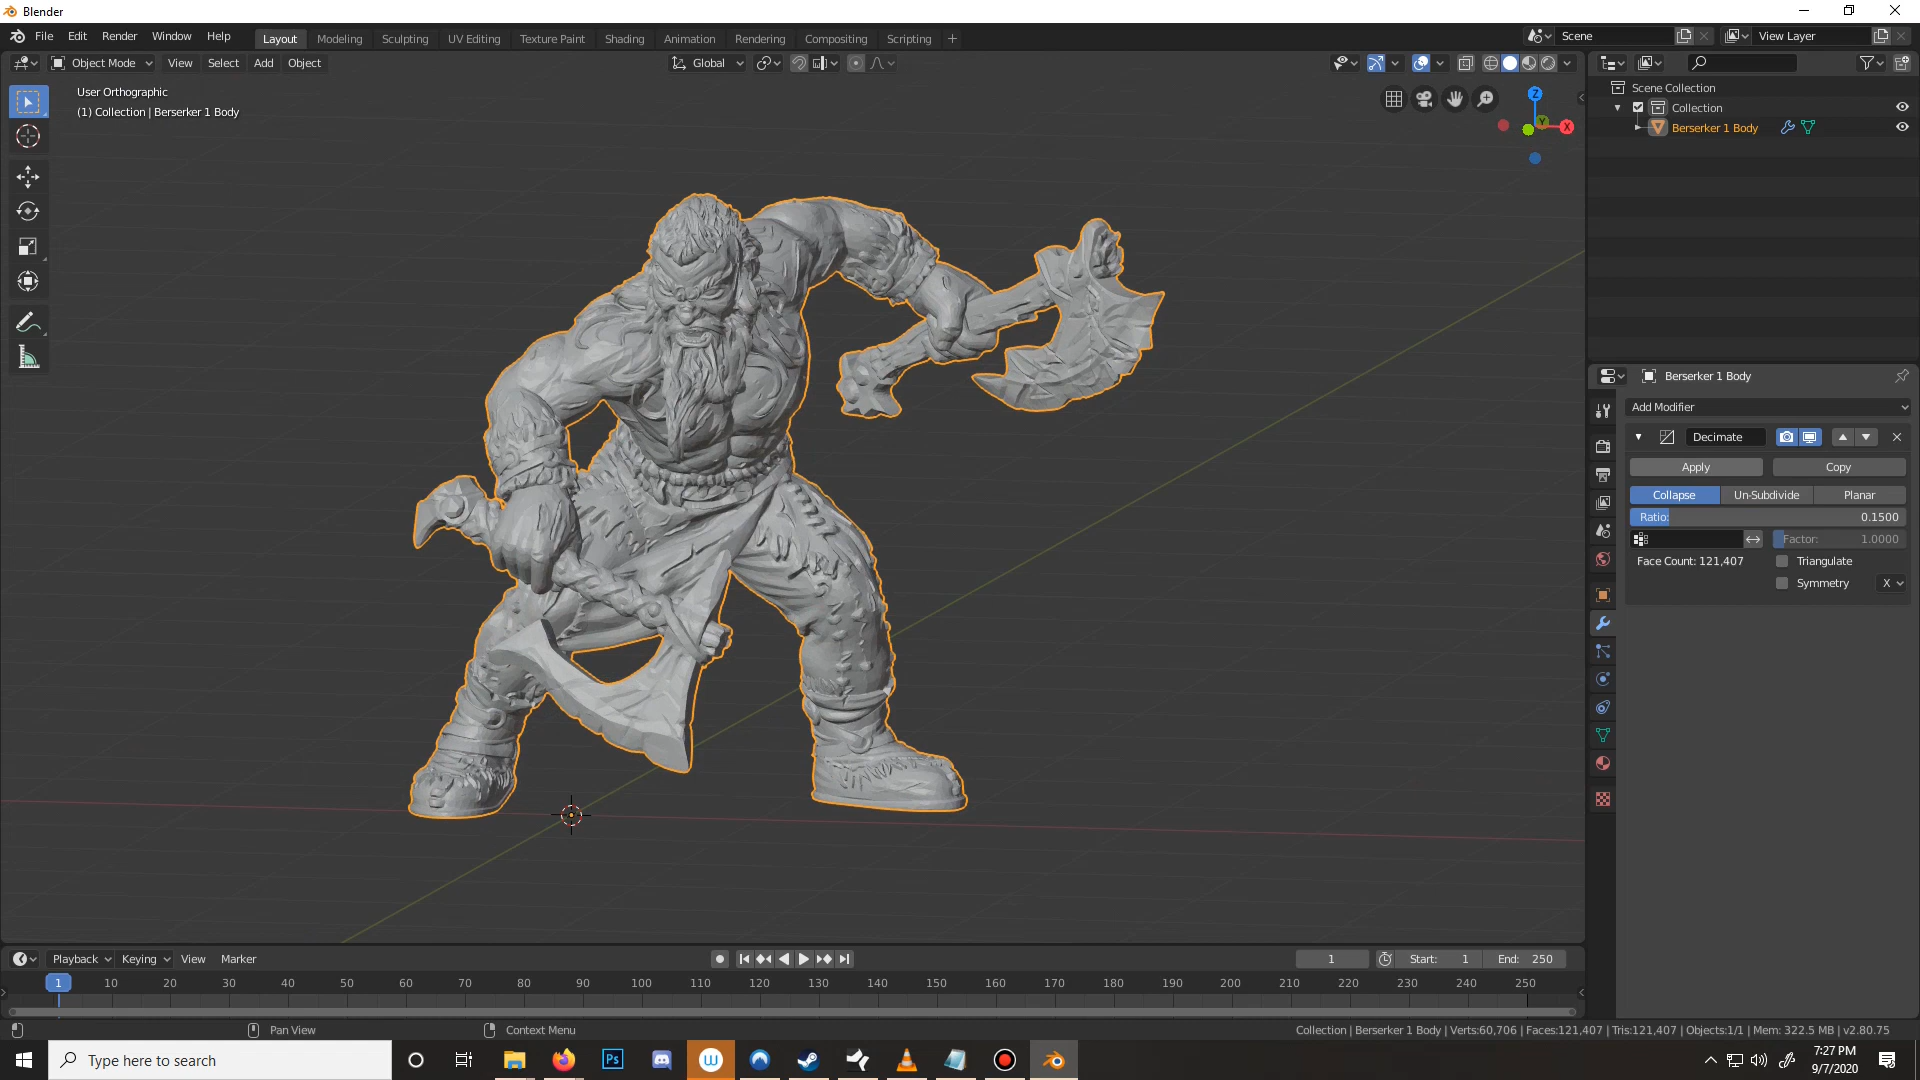 Blender
File Edit Render Window Help
Layout Modeling Sculpting UV Editing Texture Paint Shading Animation Rendering Compositing Scripting +
Scene
View Layer
Object Mode View Select Add Object
Global
User Orthographic
(1) Collection | Berserker 1 Body
Z
Y
X
Scene Collection
Collection
Berserker 1 Body
Berserker 1 Body
Add Modifier
Decimate
Apply Copy
Collapse Un-Subdivide Planar
Ratio: 0.1500
Factor: 1.0000
Face Count: 121,407 Triangulate
Symmetry X
Playback Keying View Marker
1 Start: 1 End: 250
1 10 20 30 40 50 60 70 80 90 100 110 120 130 140 150 160 170 180 190 200 210 220 230 240 250
Pan View Context Menu
Collection | Berserker 1 Body | Verts:60,706 | Faces:121,407 | Tris:121,407 | Objects:1/1 | Mem: 322.5 MB | v2.80.75
Type here to search
Ps
W
7:27 PM
9/7/2020